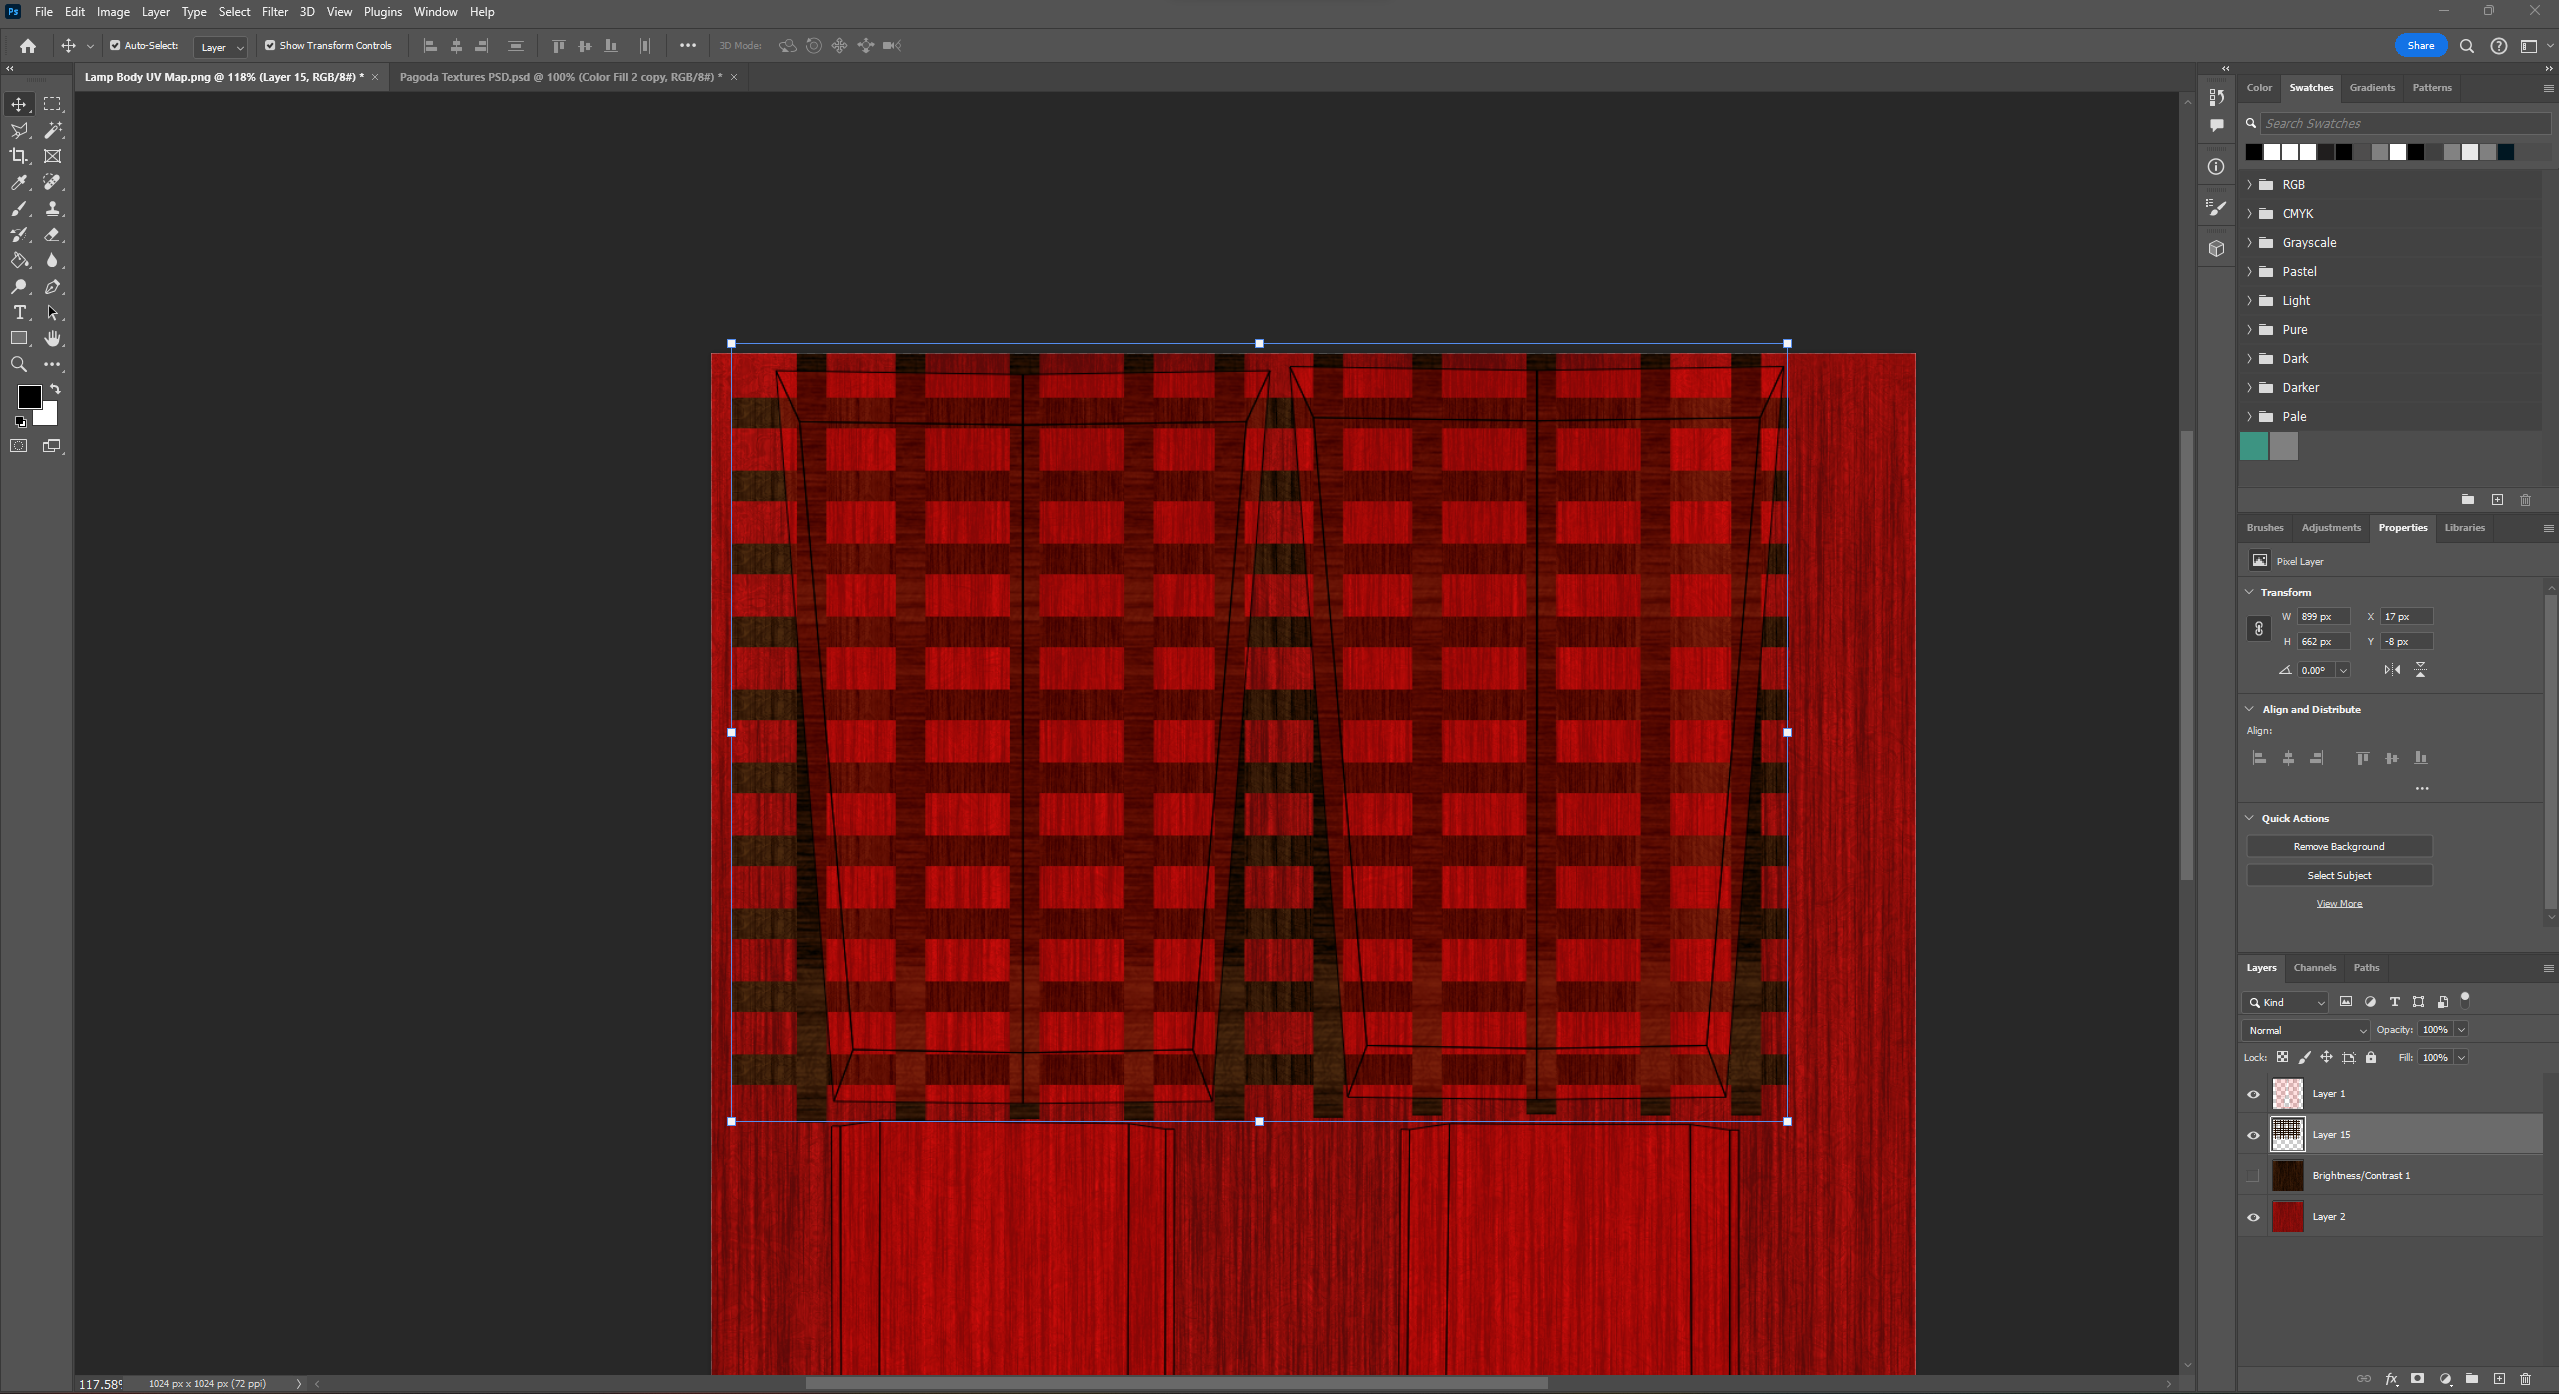 Ps File Edit Image Layer Type Select Filter 3D View Plugins Window Help
Auto-Select: Layer Show Transform Controls 3D Mode: Share
Lamp Body UV Map.png @ 118% (Layer 15, RGB/8#) * Pagoda Textures PSD.psd @ 100% (Color Fill 2 copy, RGB/8#) *
Color Swatches Gradients Patterns
Search Swatches
RGB
CMYK
Grayscale
Pastel
Light
Pure
Dark
Darker
Pale
Brushes Adjustments Properties Libraries
Pixel Layer
Transform
W 899 px X 17 px
H 662 px Y -8 px
0.00°
Align and Distribute
Align:
Quick Actions
Remove Background
Select Subject
View More
Layers Channels Paths
Kind
Normal Opacity: 100%
Lock: Fill: 100%
Layer 1
Layer 15
Brightness/Contrast 1
Layer 2
117.58% 1024 px x 1024 px (72 ppi)